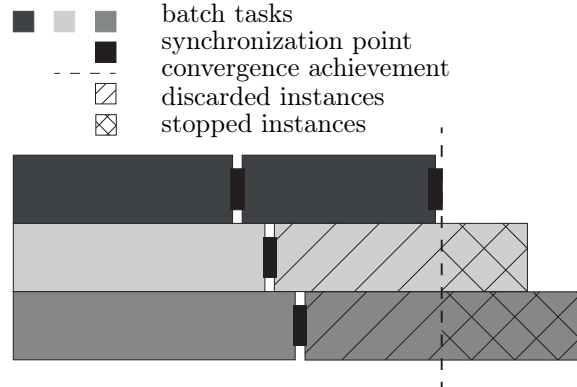 batch tasks
synchronization point
convergence achievement
discarded instances
stopped instances